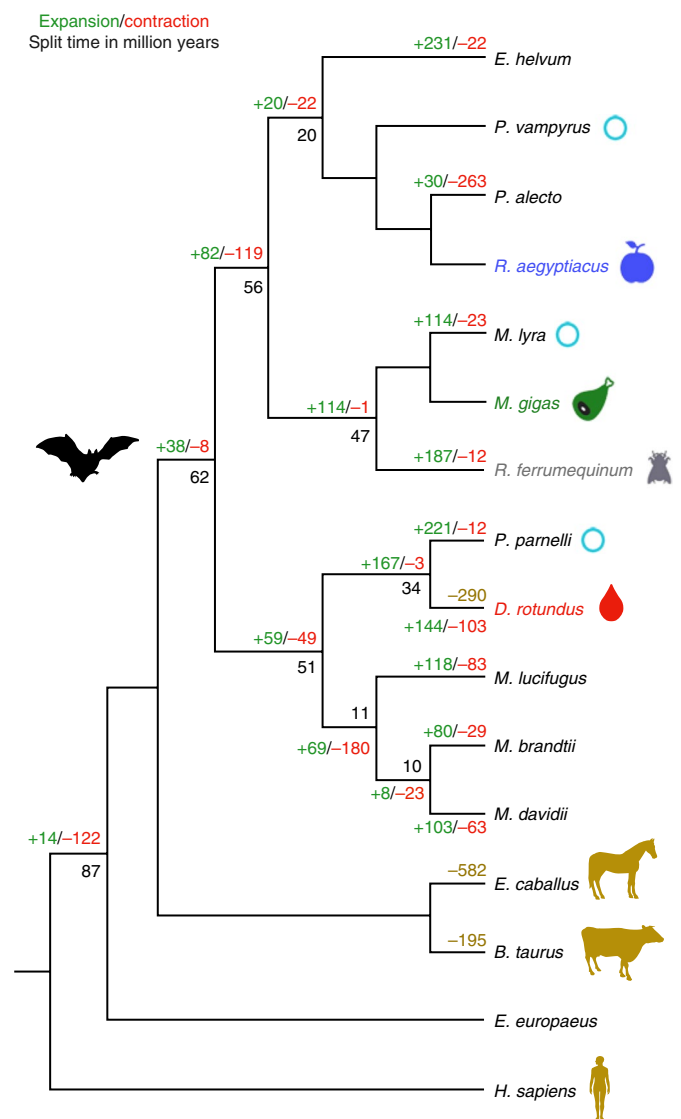 Expansion/contraction
Split time in million years
+231/–22
E. helvum
+20/–22
20
P. vampyrus
+30/–263
P. alecto
+82/–119
56
R. aegyptiacus
+114/–23
M. lyra
+114/–1
47
M. gigas
+38/–8
62
+187/–12
R. ferrumequinum
+221/–12
P. parnelli
+167/–3
34
–290
D. rotundus
+144/–103
+59/–49
51
+118/–83
M. lucifugus
11
+69/–180
+80/–29
M. brandtii
10
+8/–23
M. davidii
+103/–63
+14/–122
87
–582
E. caballus
–195
B. taurus
E. europaeus
H. sapiens